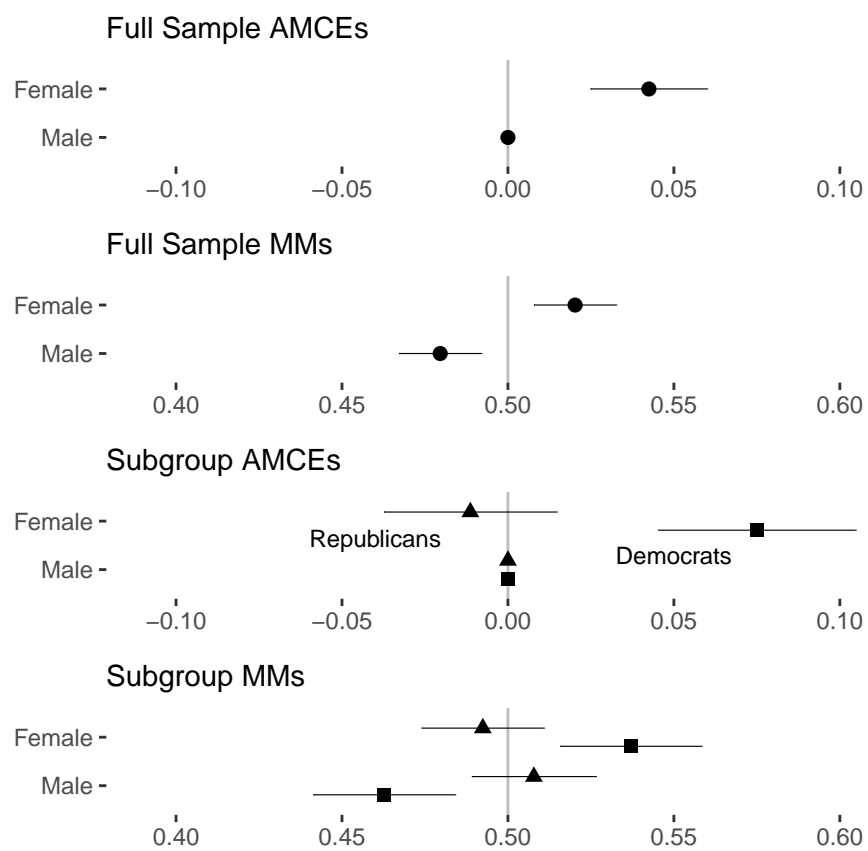 Full Sample AMCEs
Female
Male
−0.10 −0.05 0.00 0.05 0.10
Full Sample MMs
Female
Male
0.40 0.45 0.50 0.55 0.60
Subgroup AMCEs
Female
Republicans
Democrats
Male
−0.10 −0.05 0.00 0.05 0.10
Subgroup MMs
Female
Male
0.40 0.45 0.50 0.55 0.60